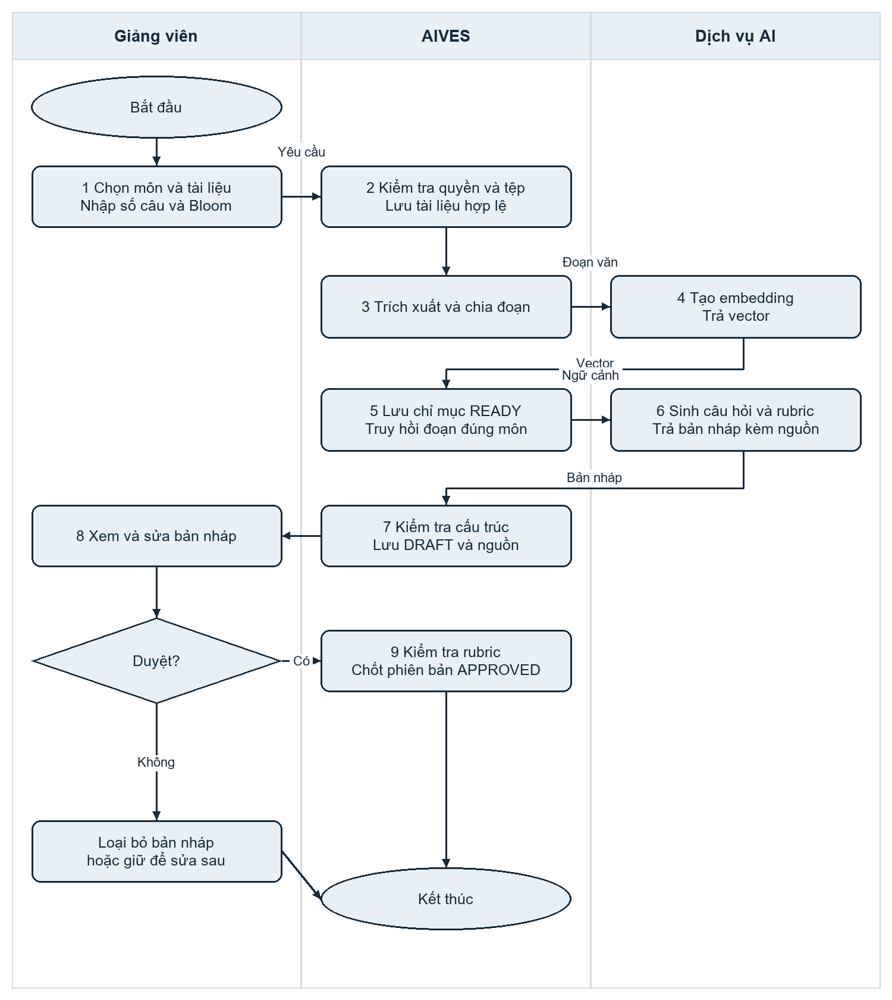 Giảng viên
AIVES
Dịch vụ AI
Bắt đầu
Yêu cầu
1 Chọn môn và tài liệu
Nhập số câu và Bloom
2 Kiểm tra quyền và tệp
Lưu tài liệu hợp lệ
Đoạn văn
3 Trích xuất và chia đoạn
4 Tạo embedding
Trả vector
Vector
Ngữ cảnh
5 Lưu chỉ mục READY
Truy hồi đoạn đúng môn
6 Sinh câu hỏi và rubric
Trả bản nháp kèm nguồn
Bản nháp
8 Xem và sửa bản nháp
7 Kiểm tra cấu trúc
Lưu DRAFT và nguồn
Duyệt?
Có
9 Kiểm tra rubric
Chốt phiên bản APPROVED
Không
Loại bỏ bản nháp
hoặc giữ để sửa sau
Kết thúc